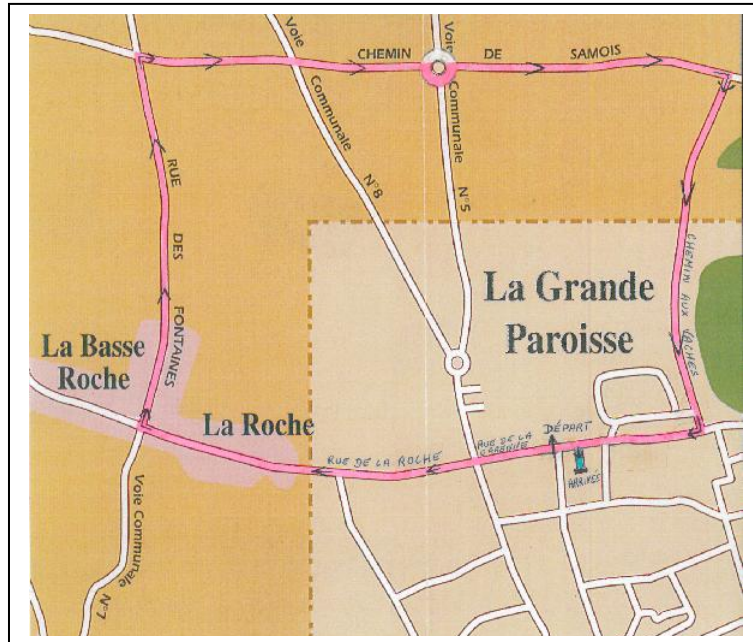 Voie
Communale
N°8
CHEMIN
DE
SAMOIS
Voie
Communale
N°5
RUE
DES
FONTAINES
CHEMIN AUX VACHES
La Grande
Paroisse
La Basse
Roche
La Roche
RUE DE LA ROCHE
RUE DE LA
GARENNE
DÉPART
ARRIVÉE
Voie Communale
N°7